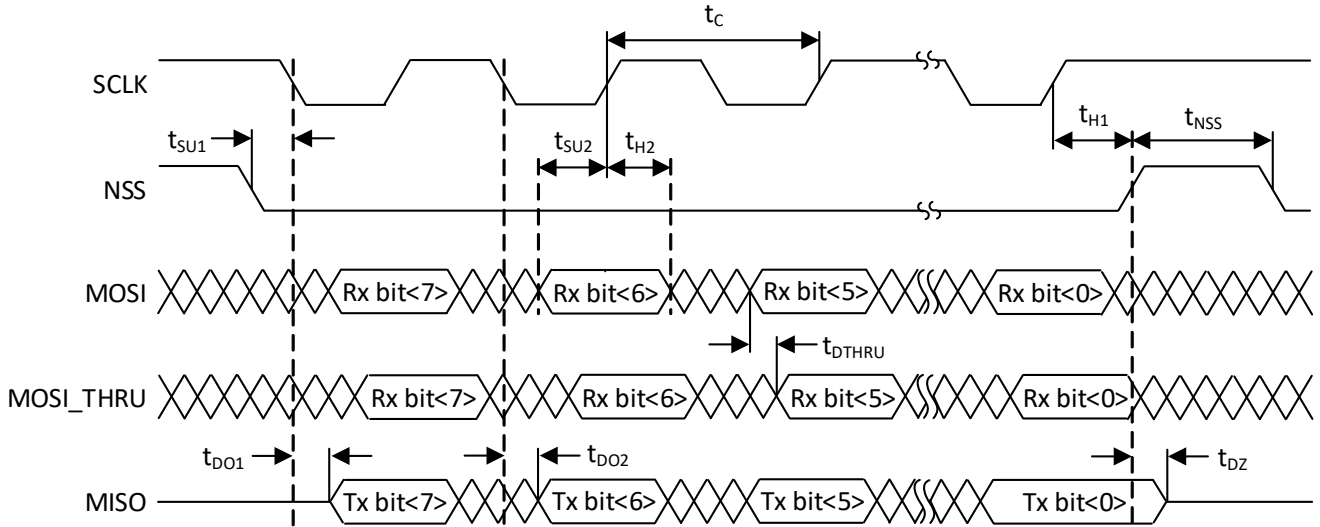 t_C
SCLK
t_SU1 t_SU2 t_H2 t_H1 t_NSS
NSS
MOSI Rx bit<7> Rx bit<6> Rx bit<5> Rx bit<0>
t_DTHRU
MOSI_THRU Rx bit<7> Rx bit<6> Rx bit<5> Rx bit<0>
t_DO1 t_DO2 t_DZ
MISO Tx bit<7> Tx bit<6> Tx bit<5> Tx bit<0>